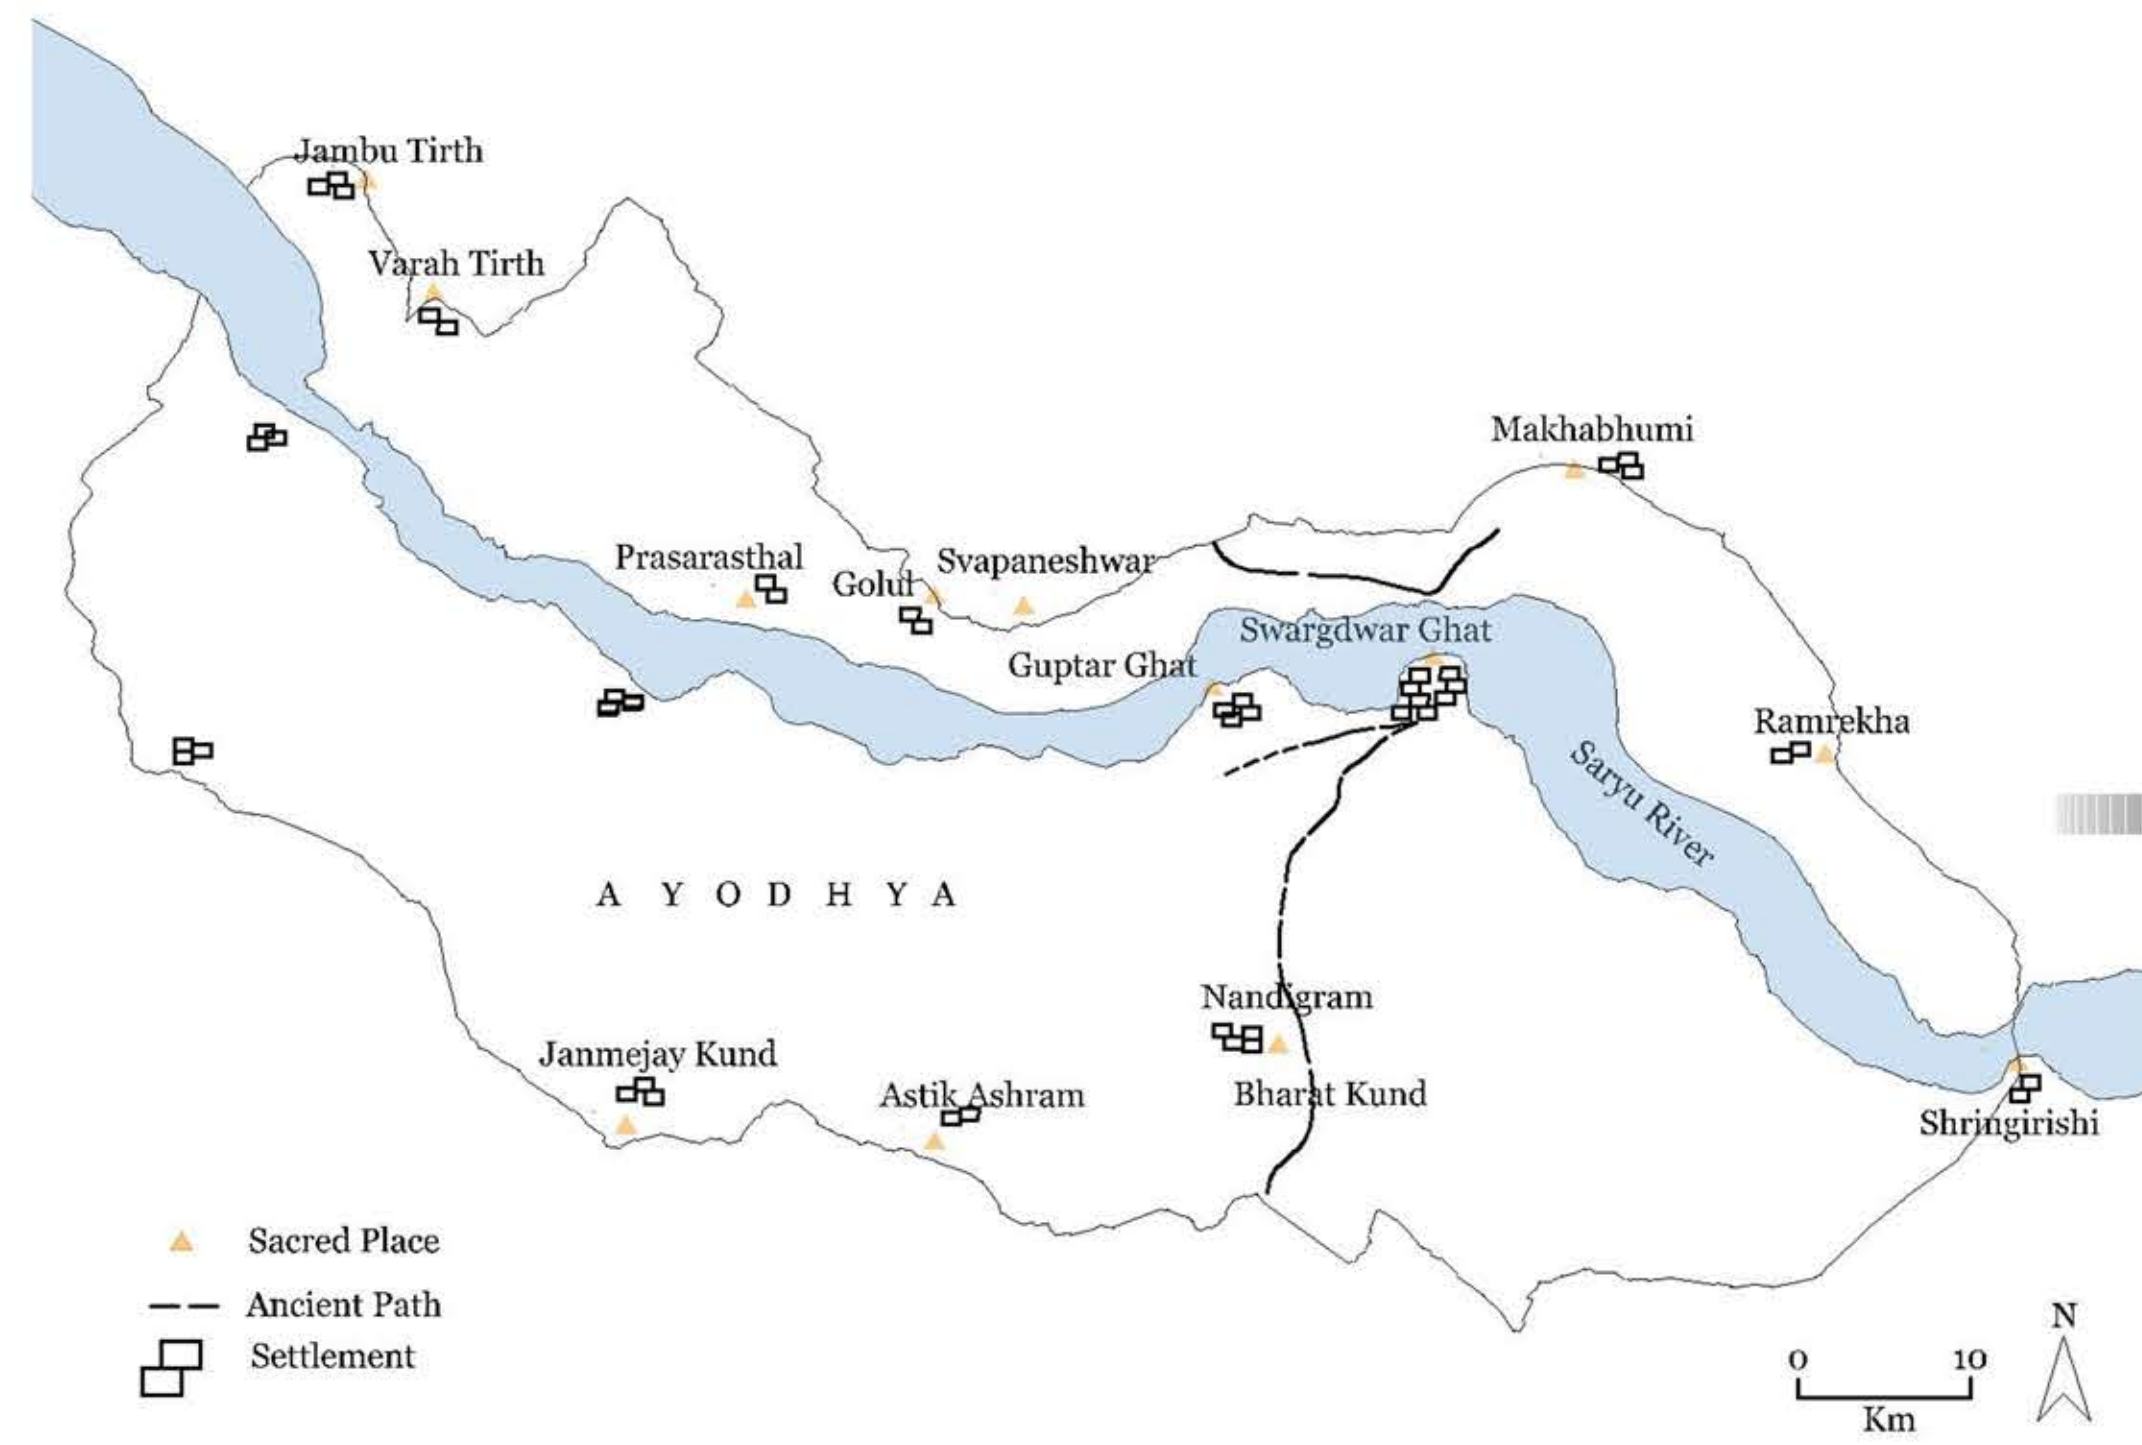 Jambu Tirth
Varah Tirth
Makhabhumi
Prasarasthal
Golul
Svapaneshwar
Swargdwar Ghat
Guptar Ghat
Ramrekha
Saryu River
A Y O D H Y A
Nandigram
Janmejay Kund
Astik Ashram
Bharat Kund
Shringirishi
Sacred Place
Ancient Path
Settlement
N
0 10
Km